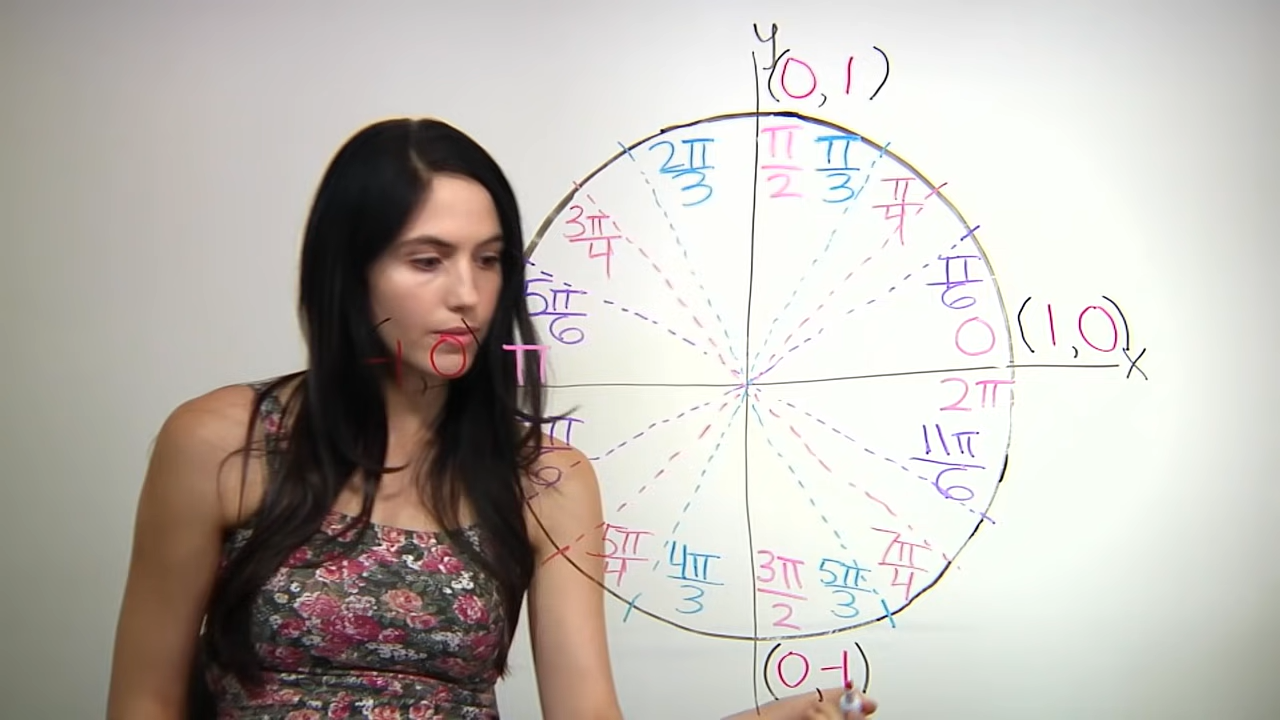 y
(0, 1)
2π/3
π/2
π/3
π/4
3π/4
π/6
5π/6
0
(1, 0)
(-1, 0)
π
x
2π
11π/6
π/6
5π/4
4π/3
3π/2
5π/3
7π/4
(0, -1)